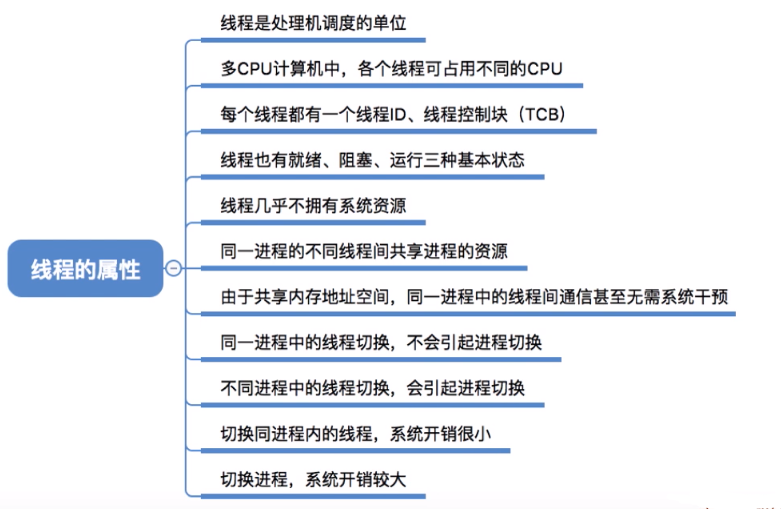 线程是处理机调度的单位
多CPU计算机中，各个线程可占用不同的CPU
每个线程都有一个线程ID、线程控制块（TCB）
线程也有就绪、阻塞、运行三种基本状态
线程几乎不拥有系统资源
线程的属性
同一进程的不同线程间共享进程的资源
由于共享内存地址空间，同一进程中的线程间通信甚至无需系统干预
同一进程中的线程切换，不会引起进程切换
不同进程中的线程切换，会引起进程切换
切换同进程内的线程，系统开销很小
切换进程，系统开销较大